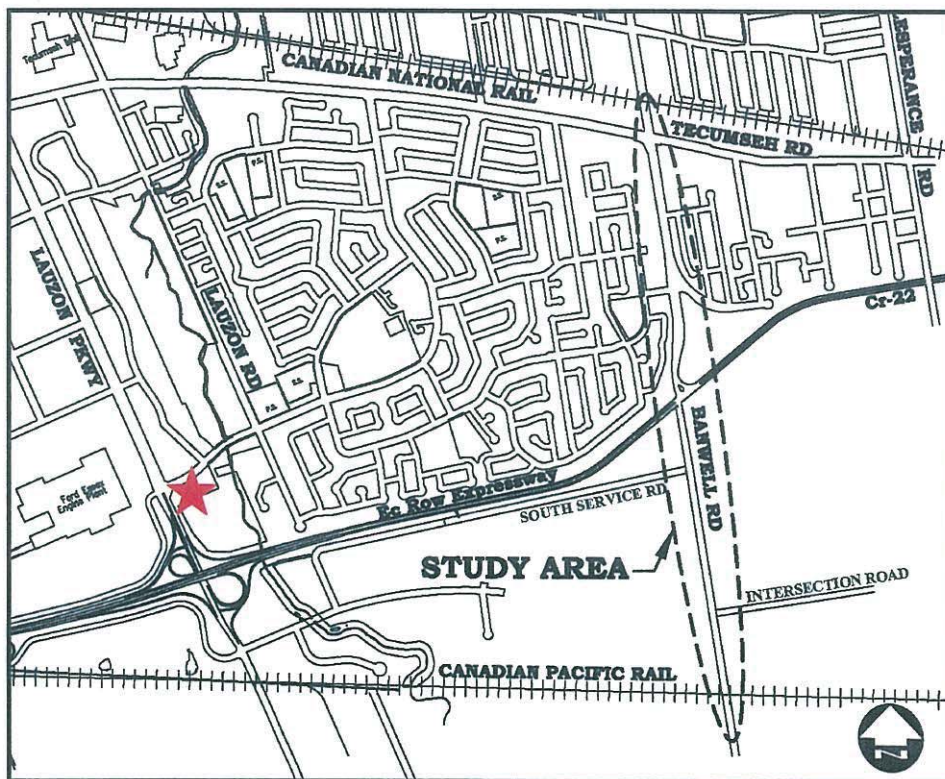 Tecumseh Mall
CANADIAN NATIONAL RAIL
LESPERANCE RD
TECUMSEH RD
S.S.
P.S.
S.S.
P.S.
LAUZON PKWY
LAUZON RD
Cr-22
S.S.
P.S.
BANWELL RD
Ford Essex
Engine Plant
Ec Row Expressway
SOUTH SERVICE RD
STUDY AREA
INTERSECTION ROAD
CANADIAN PACIFIC RAIL
N